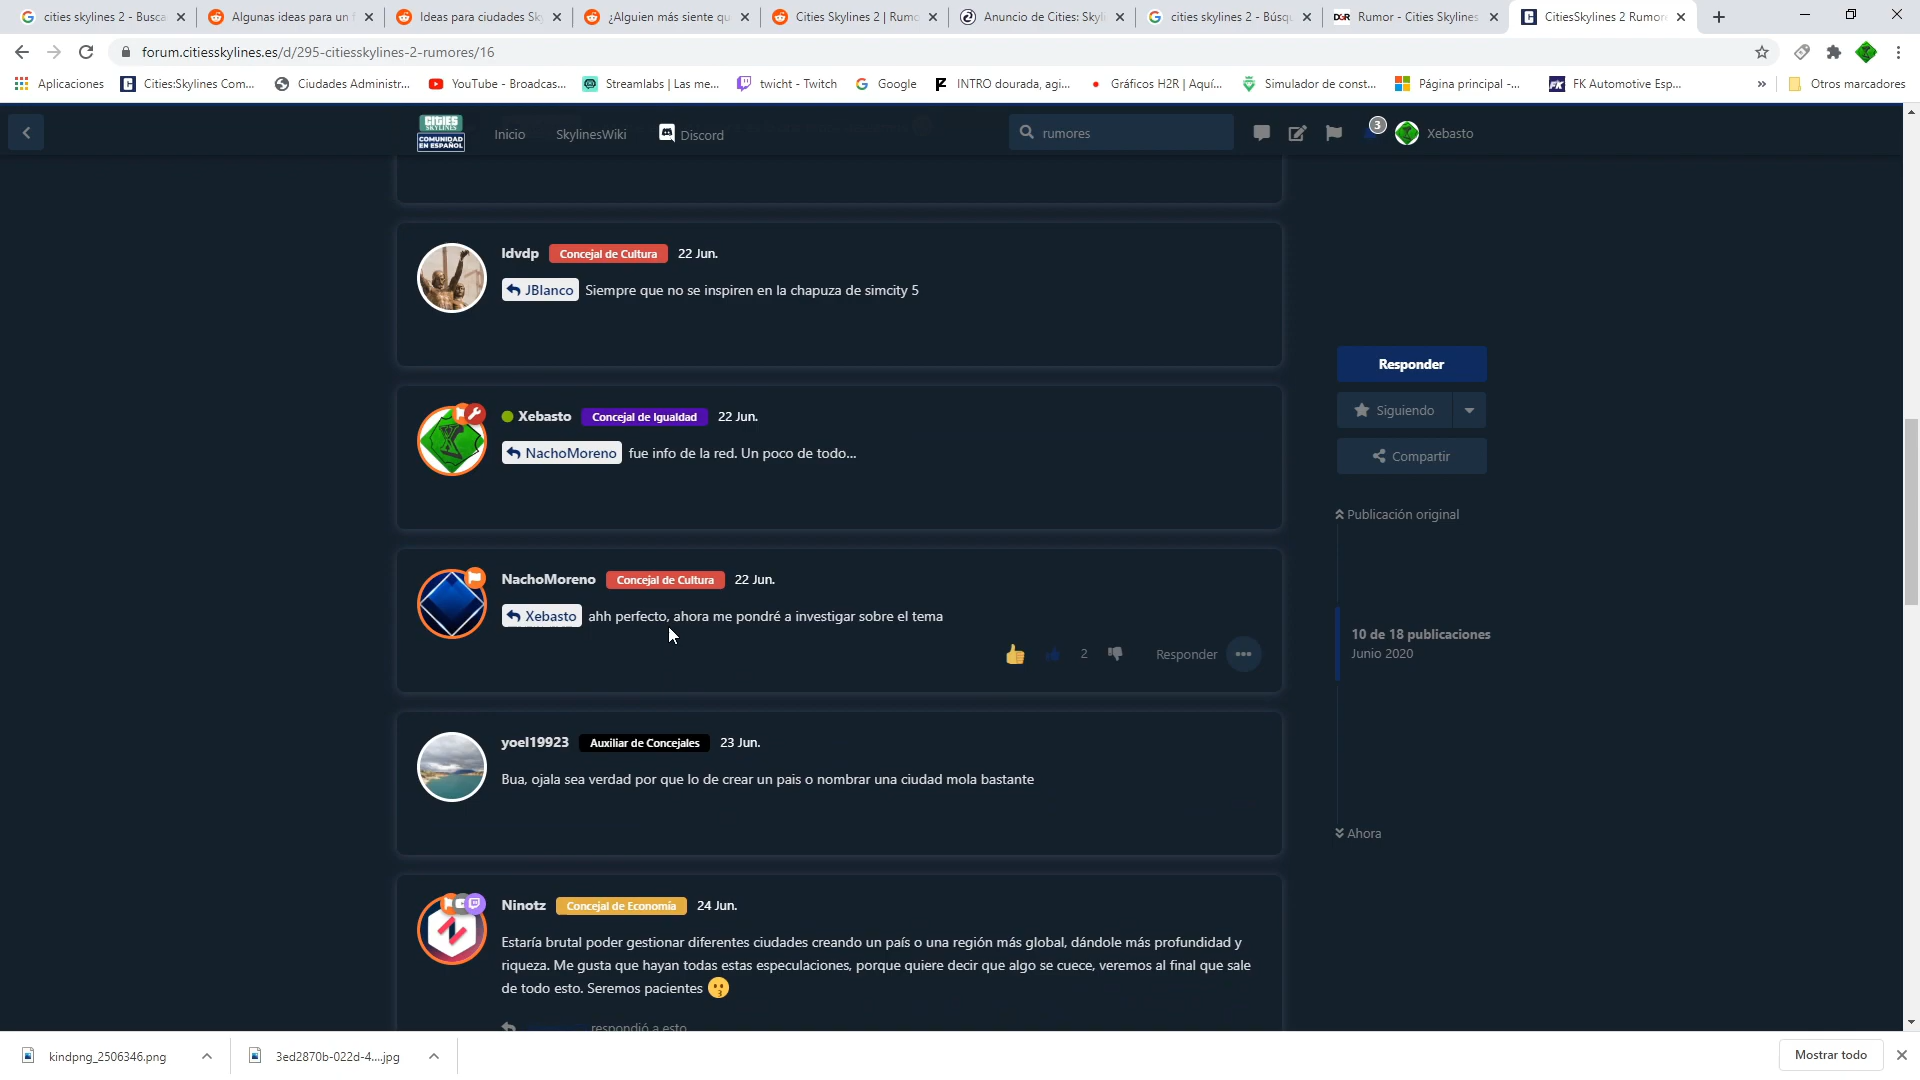 cities skylines 2 - Busca
Algunas ideas para un f
Ideas para ciudades Sk
¿Alguien más siente qu
Cities Skylines 2 | Rumo
Anuncio de Cities: Skyli
cities skylines 2 - Búsq
DGR Rumor - Cities Skylines
CitiesSkylines 2 Rumor
forum.citiesskylines.es/d/295-citiesskylines-2-rumores/16
Aplicaciones
Cities:Skylines Com...
Ciudades Administr...
YouTube - Broadcas...
Streamlabs | Las me...
twicht - Twitch
Google
INTRO dourada, agi...
Gráficos H2R | Aquí...
Simulador de const...
Página principal -...
FK FK Automotive Esp...
»
Otros marcadores
CITIES
SKYLINES
COMUNIDAD
EN ESPAÑOL
Inicio
SkylinesWiki
Discord
rumores
3
Xebasto
ldvdp Concejal de Cultura 22 Jun.
JBlanco Siempre que no se inspiren en la chapuza de simcity 5
Xebasto Concejal de Igualdad 22 Jun.
NachoMoreno fue info de la red. Un poco de todo...
NachoMoreno Concejal de Cultura 22 Jun.
Xebasto ahh perfecto, ahora me pondré a investigar sobre el tema
2 Responder
yoel19923 Auxiliar de Concejales 23 Jun.
Bua, ojala sea verdad por que lo de crear un pais o nombrar una ciudad mola bastante
Ninotz Concejal de Economía 24 Jun.
Estaría brutal poder gestionar diferentes ciudades creando un país o una región más global, dándole más profundidad y
riqueza. Me gusta que hayan todas estas especulaciones, porque quiere decir que algo se cuece, veremos al final que sale
de todo esto. Seremos pacientes
respondió a esto
Responder
Siguiendo
Compartir
Publicación original
10 de 18 publicaciones
Junio 2020
Ahora
kindpng_2506346.png
3ed2870b-022d-4....jpg
Mostrar todo